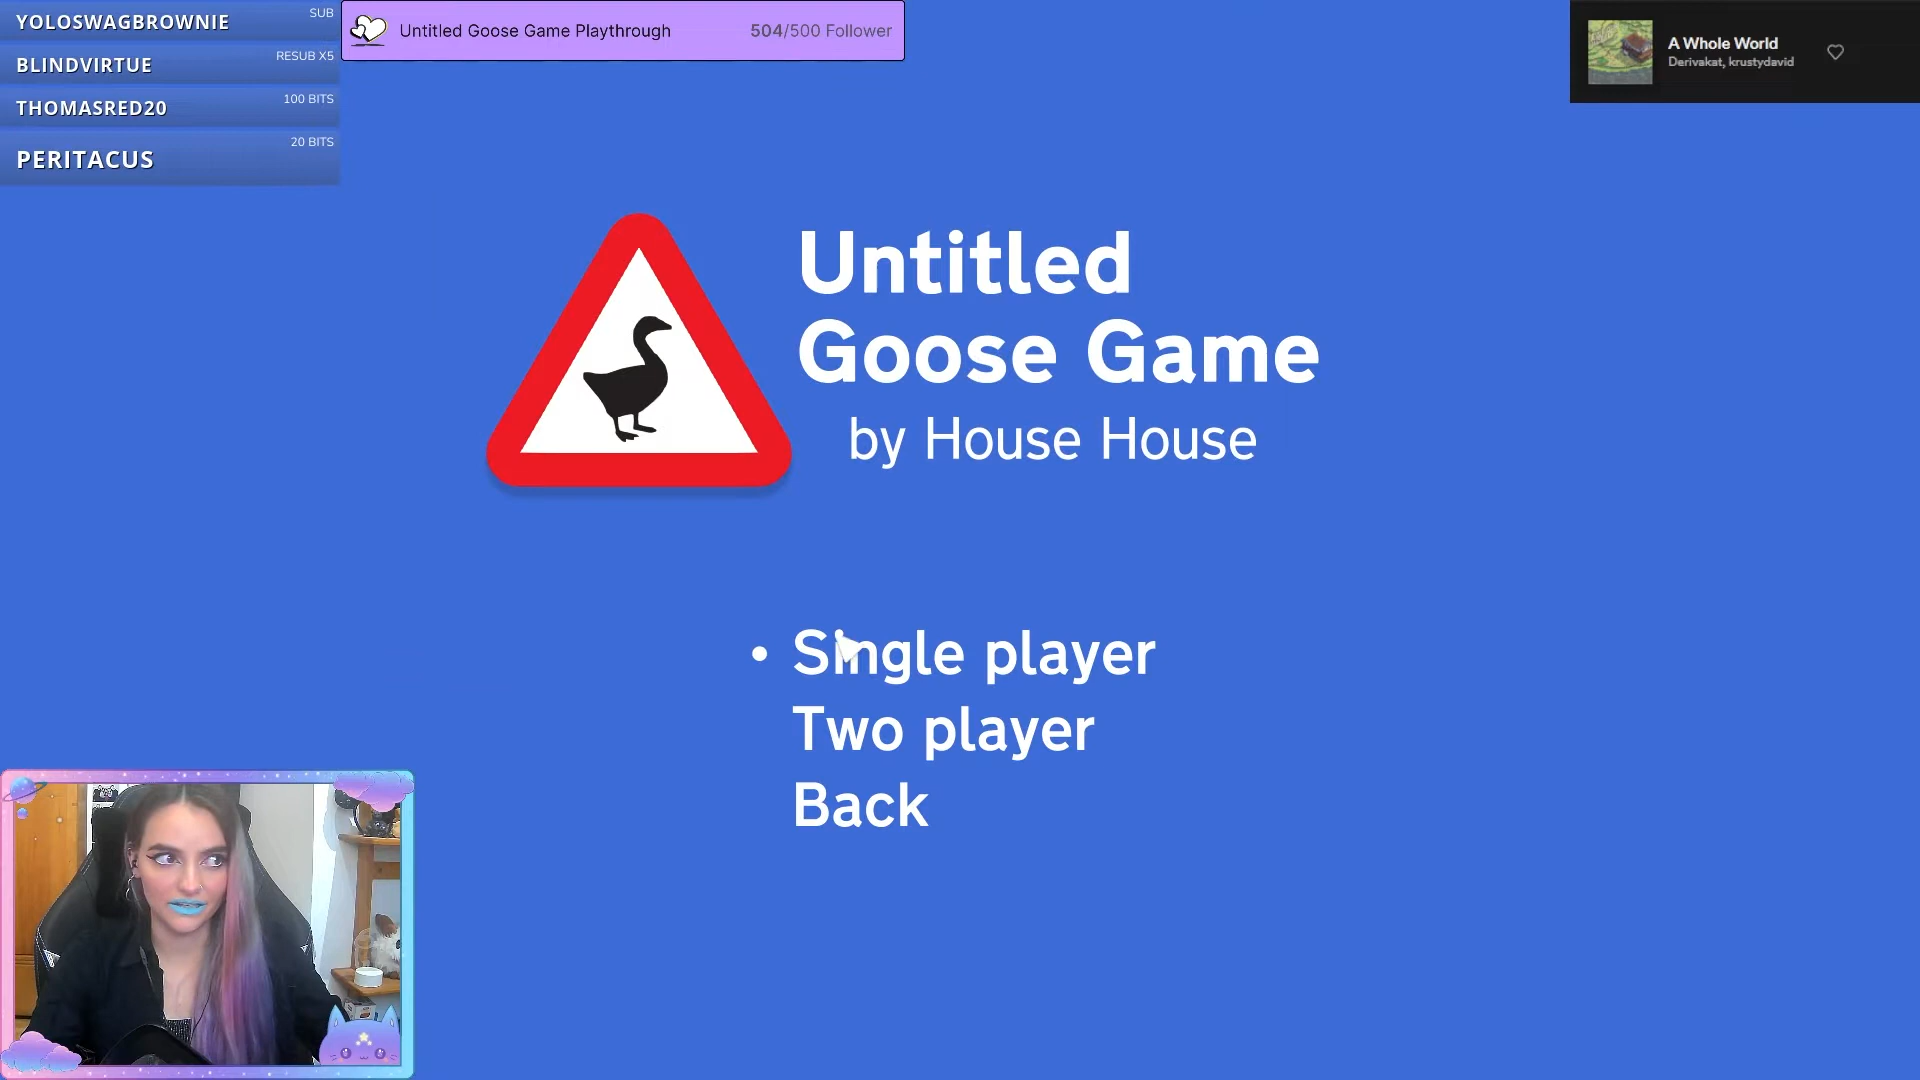 YOLOSWAGBROWNIE
SUB
BLINDVIRTUE
RESUB X5
THOMASRED20
100 BITS
PERITACUS
20 BITS
Untitled Goose Game Playthrough
504/500 Follower
A Whole World
Derivakat, krustydavid
Untitled
Goose Game
by House House
• Single player
Two player
Back